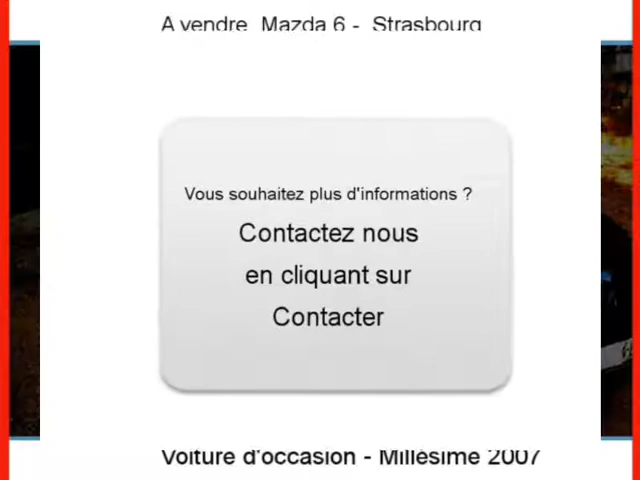 A vendre Mazda 6 - Strasbourg
Vous souhaitez plus d'informations ?
Contactez nous
en cliquant sur
Contacter
Voiture d'occasion - Millésime 2007